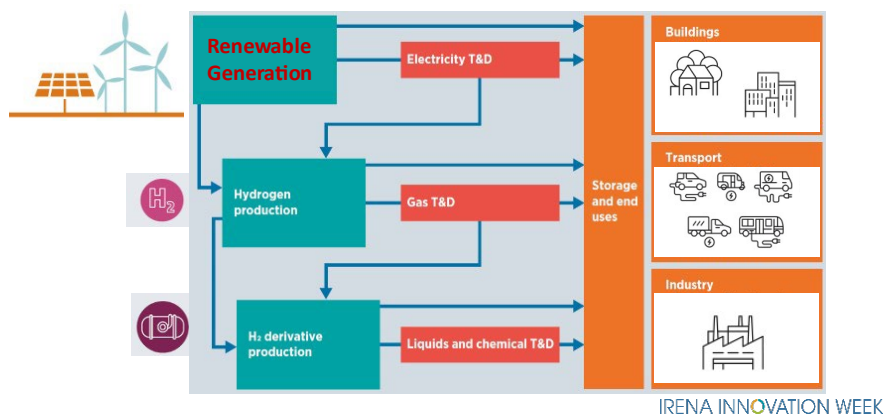 Renewable
Generation
Electricity T&D
Buildings
H₂
Hydrogen
production
Gas T&D
Storage
and end
uses
Transport
H₂ derivative
production
Liquids and chemical T&D
Industry
IRENA INNOVATION WEEK